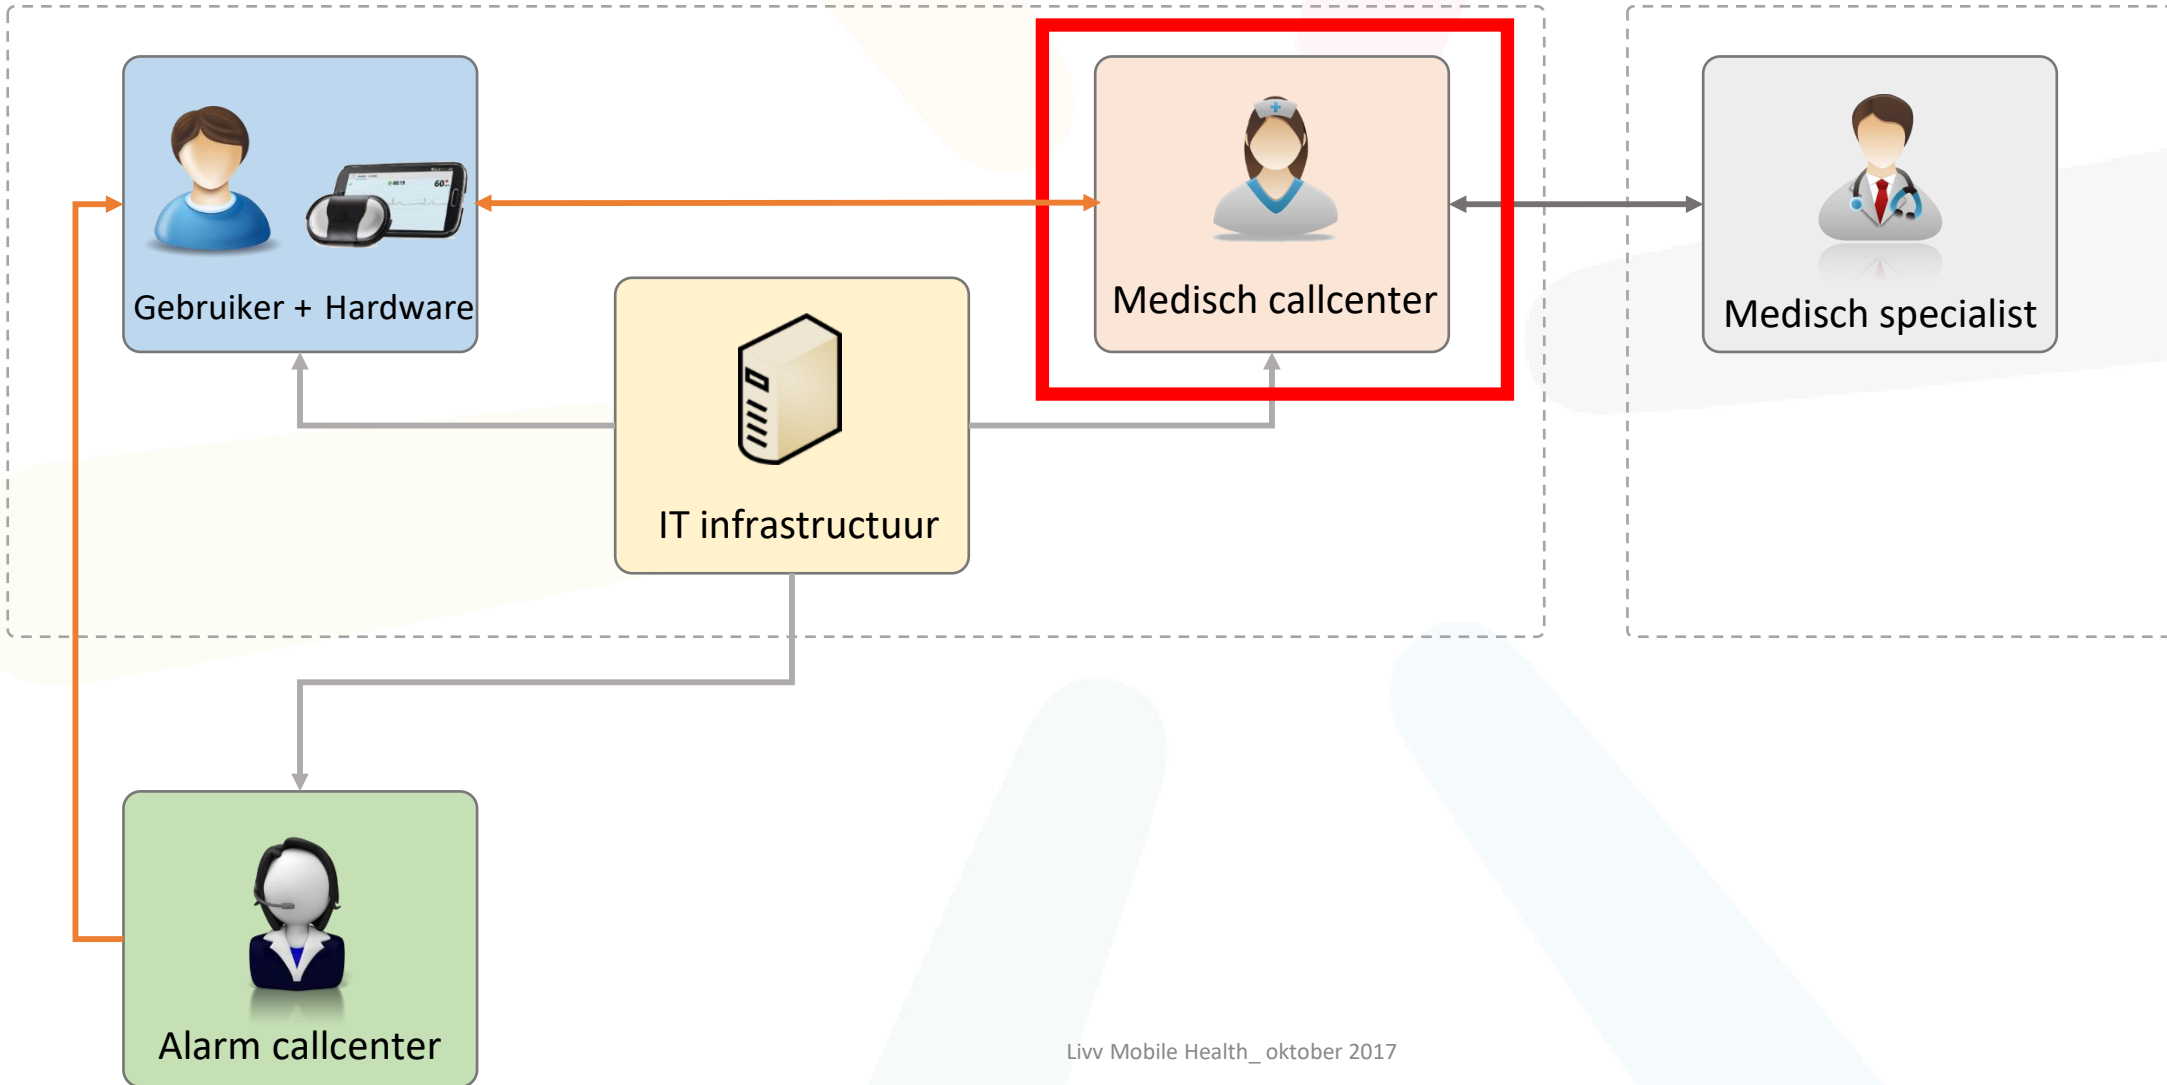 Gebruiker + Hardware
Medisch callcenter
Medisch specialist
IT infrastructuur
Alarm callcenter
Livv Mobile Health_ oktober 2017